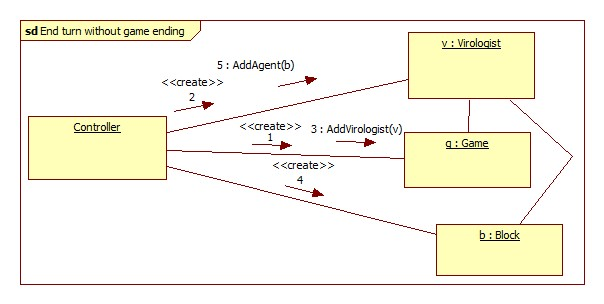 sd End turn without game ending
v : Virologist
5 : AddAgent(b)
<<create>>
2
Controller
<<create>>
1
3 : AddVirologist(v)
g : Game
<<create>>
4
b : Block